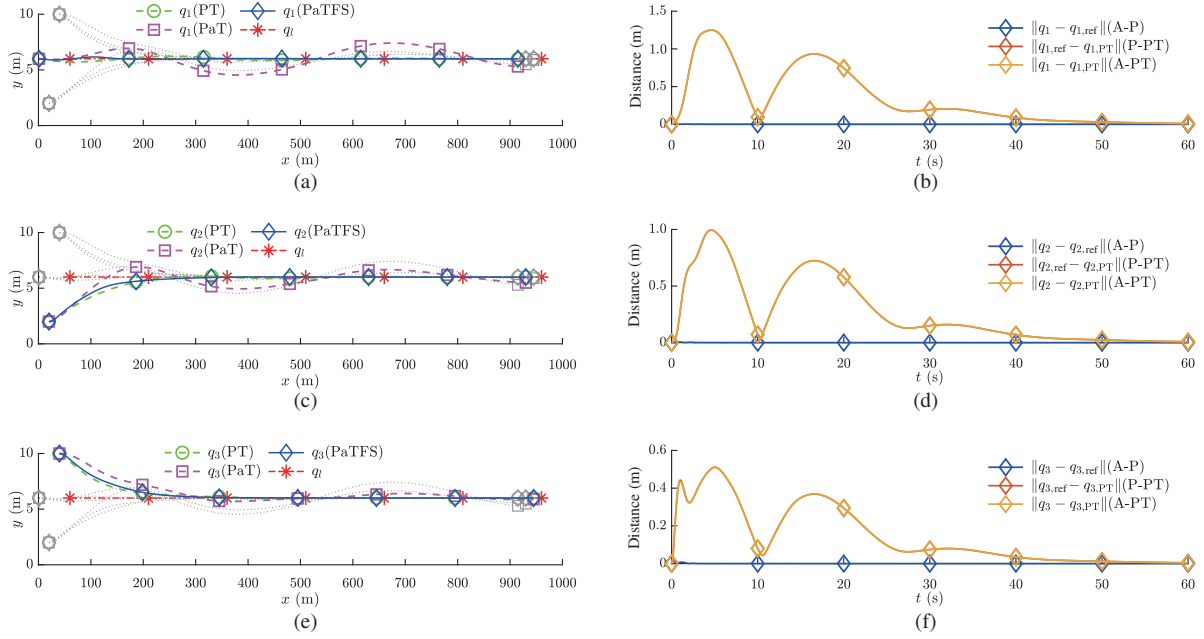 q₁(PT) q₁(PaTFS)
q₁(PaT) qₗ
y (m)
10
5
0
0 100 200 300 400 500 600 700 800 900 1000
x (m)
(a)
1.5
1.0
0.5
0
Distance (m)
‖q₁ − q₁,ref‖(A-P)
‖q₁,ref − q₁,PT‖(P-PT)
‖q₁ − q₁,PT‖(A-PT)
0 10 20 30 40 50 60
t (s)
(b)
q₂(PT) q₂(PaTFS)
q₂(PaT) qₗ
y (m)
10
5
0
0 100 200 300 400 500 600 700 800 900 1000
x (m)
(c)
1.0
0.5
0
Distance (m)
‖q₂ − q₂,ref‖(A-P)
‖q₂,ref − q₂,PT‖(P-PT)
‖q₂ − q₂,PT‖(A-PT)
0 10 20 30 40 50 60
t (s)
(d)
q₃(PT) q₃(PaTFS)
q₃(PaT) qₗ
y (m)
10
5
0
0 100 200 300 400 500 600 700 800 900 1000
x (m)
(e)
0.6
0.4
0.2
0
Distance (m)
‖q₃ − q₃,ref‖(A-P)
‖q₃,ref − q₃,PT‖(P-PT)
‖q₃ − q₃,PT‖(A-PT)
0 10 20 30 40 50 60
t (s)
(f)